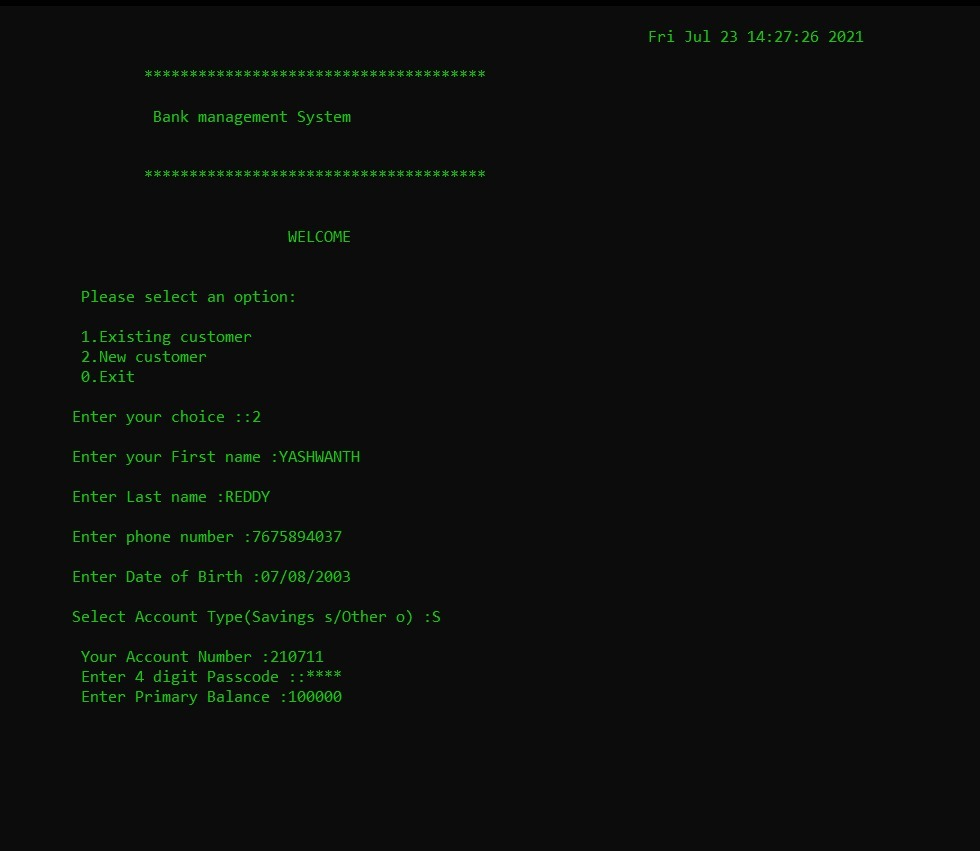 Fri Jul 23 14:27:26 2021
**************************************
Bank management System
**************************************
WELCOME
Please select an option:
1.Existing customer
2.New customer
0.Exit
Enter your choice ::2
Enter your First name :YASHWANTH
Enter Last name :REDDY
Enter phone number :7675894037
Enter Date of Birth :07/08/2003
Select Account Type(Savings s/Other o) :S
Your Account Number :210711
Enter 4 digit Passcode ::****
Enter Primary Balance :100000